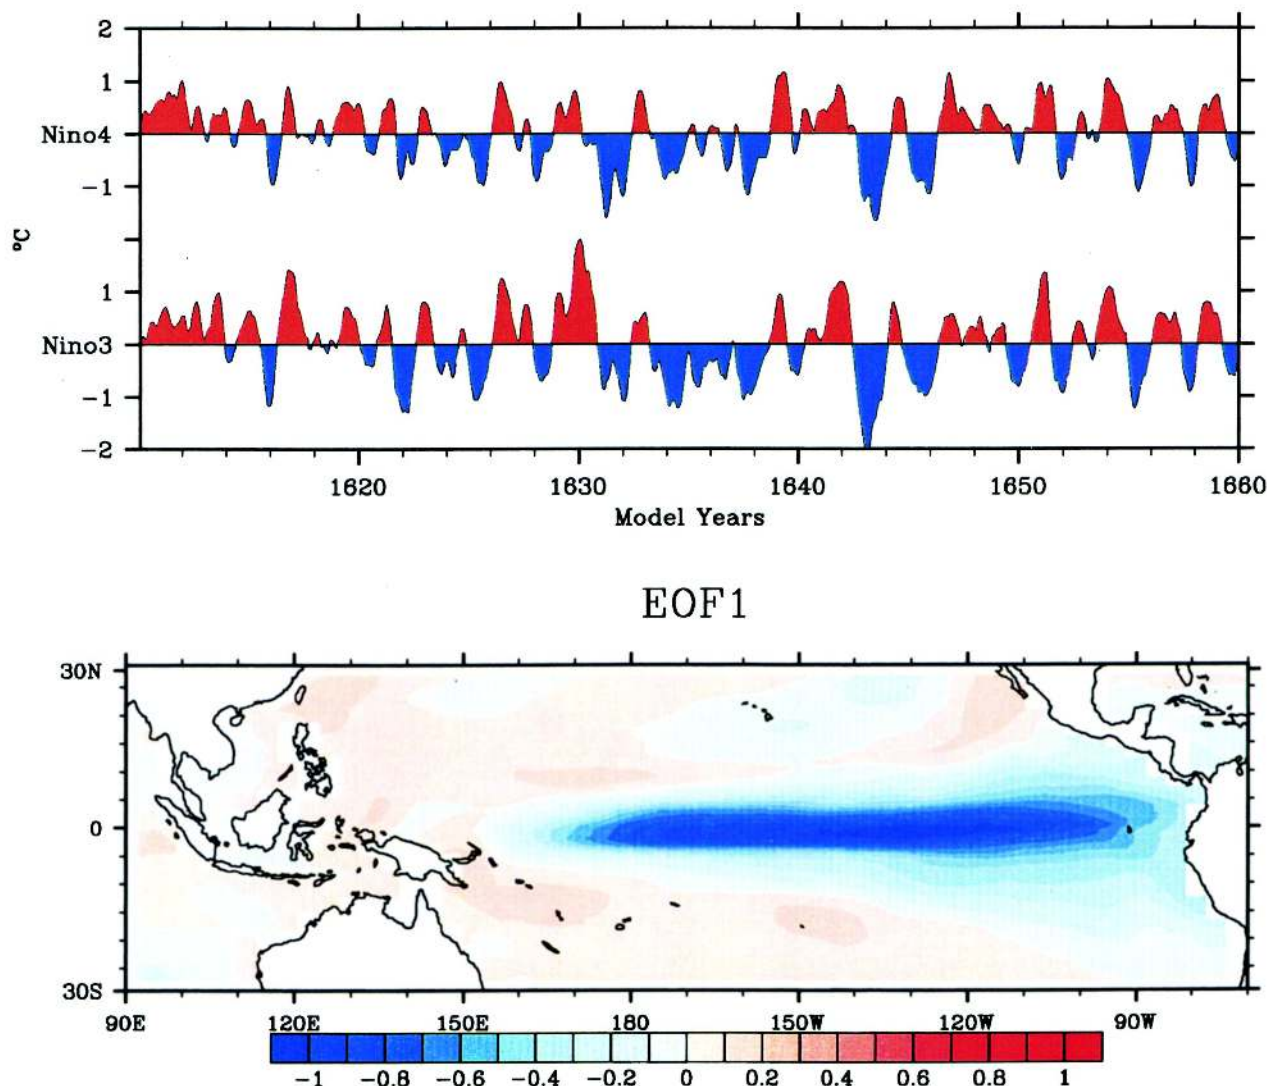 2
1
Nino4
-1
°C
1
Nino3
-1
-2
1620 1630 1640 1650 1660
Model Years
EOF1
30N
0
30S
90E 120E 150E 180 150W 120W 90W
-1 -0.8 -0.6 -0.4 -0.2 0 0.2 0.4 0.6 0.8 1